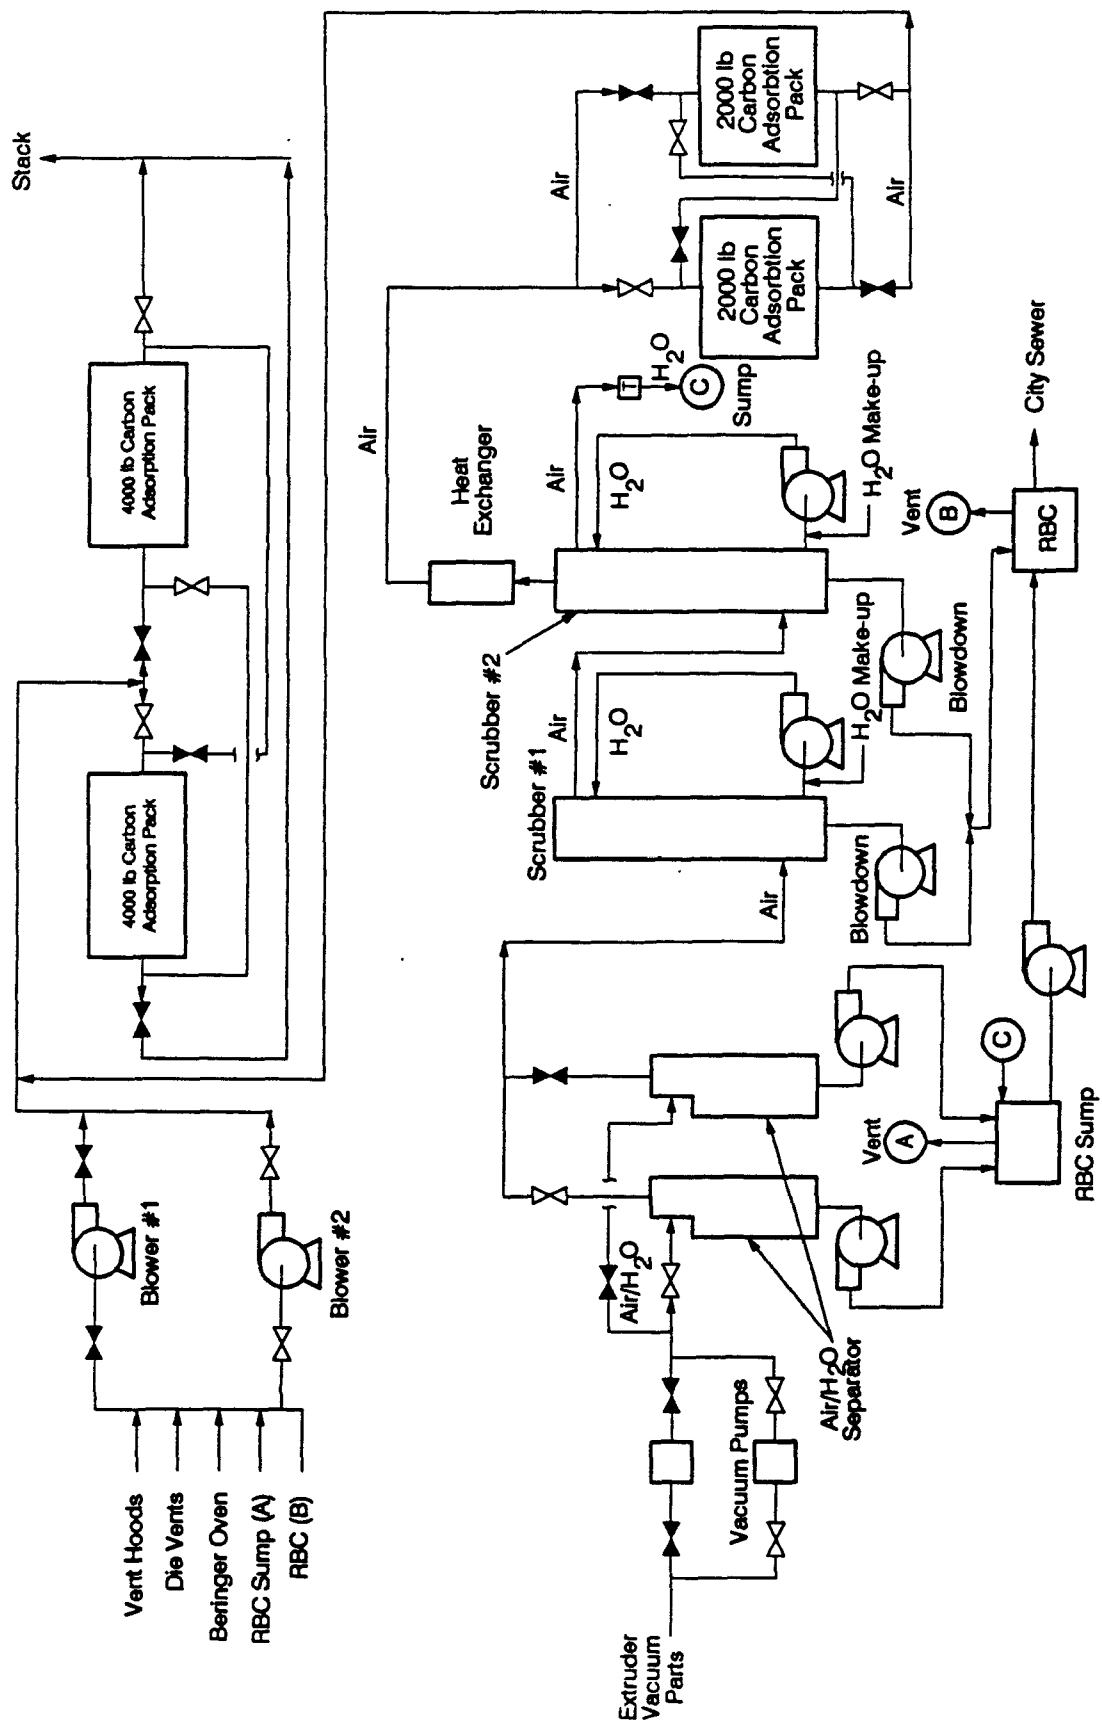 Stack
4000 lb Carbon
Adsorption Pack
4000 lb Carbon
Adsorption Pack
Blower #1
Blower #2
Vent Hoods
Die Vents
Beringer Oven
RBC Sump (A)
RBC (B)
Extruder
Vacuum
Parts
Vacuum Pumps
Air/H2O
Air/H2O
Separator
Air
Scrubber #1
Air
H2O
H2O Make-up
Blowdown
Scrubber #2
Heat
Exchanger
Air
Air
H2O
H2O Make-up
Blowdown
T
H2O
C
Sump
Air
2000 lb
Carbon
Adsorbtion
Pack
2000 lb
Carbon
Adsorbtion
Pack
Air
Vent
A
C
RBC Sump
Vent
B
RBC
City Sewer